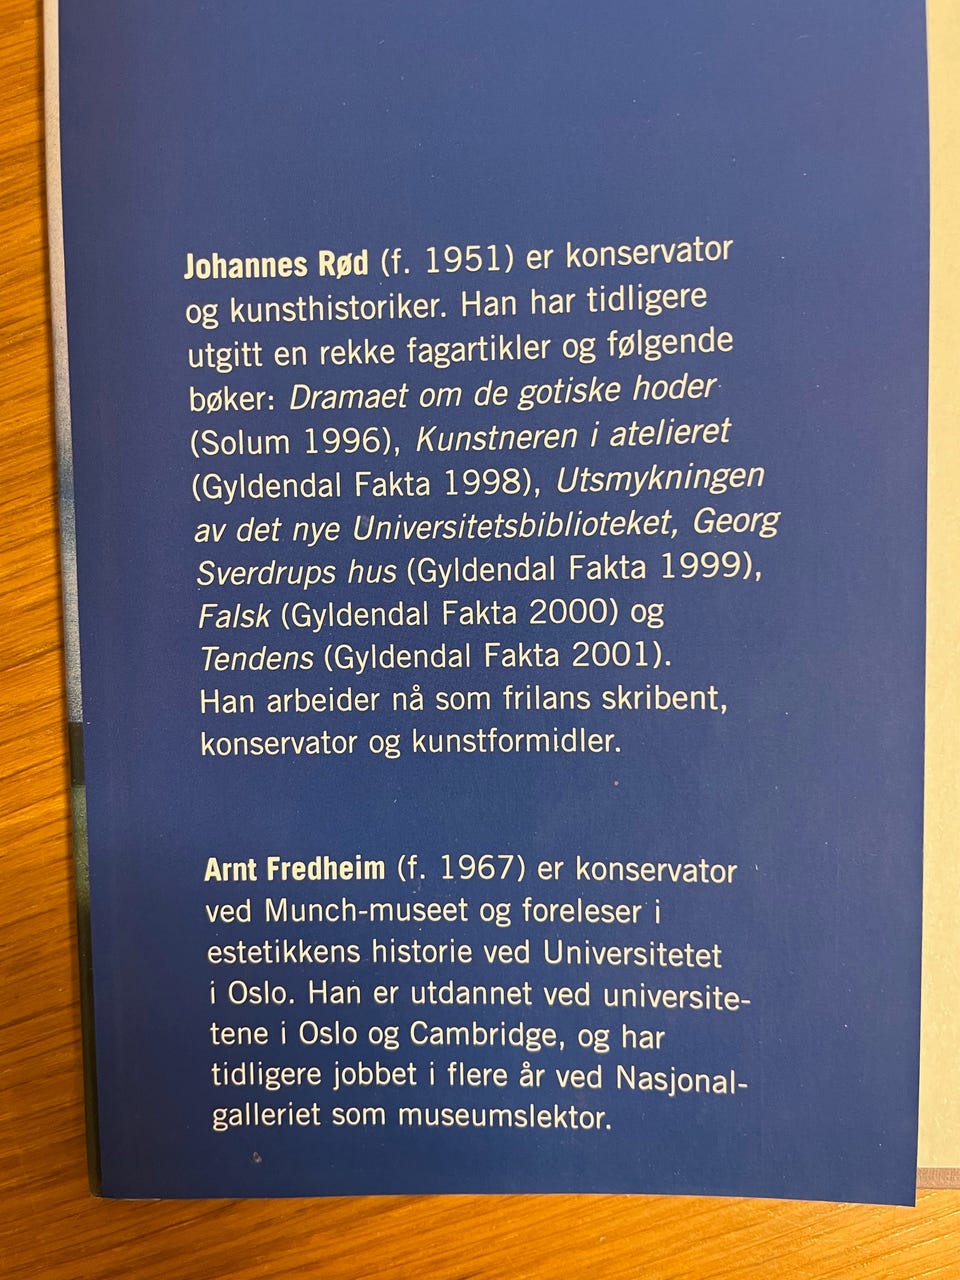 Johannes Rød (f. 1951) er konservator
og kunsthistoriker. Han har tidligere
utgitt en rekke fagartikler og følgende
bøker: Dramaet om de gotiske hoder
(Solum 1996), Kunstneren i atelieret
(Gyldendal Fakta 1998), Utsmykningen
av det nye Universitetsbiblioteket, Georg
Sverdrups hus (Gyldendal Fakta 1999),
Falsk (Gyldendal Fakta 2000) og
Tendens (Gyldendal Fakta 2001).
Han arbeider nå som frilans skribent,
konservator og kunstformidler.
Arnt Fredheim (f. 1967) er konservator
ved Munch-museet og foreleser i
estetikkens historie ved Universitetet
i Oslo. Han er utdannet ved universite-
tene i Oslo og Cambridge, og har
tidligere jobbet i flere år ved Nasjonal-
galleriet som museumslektor.